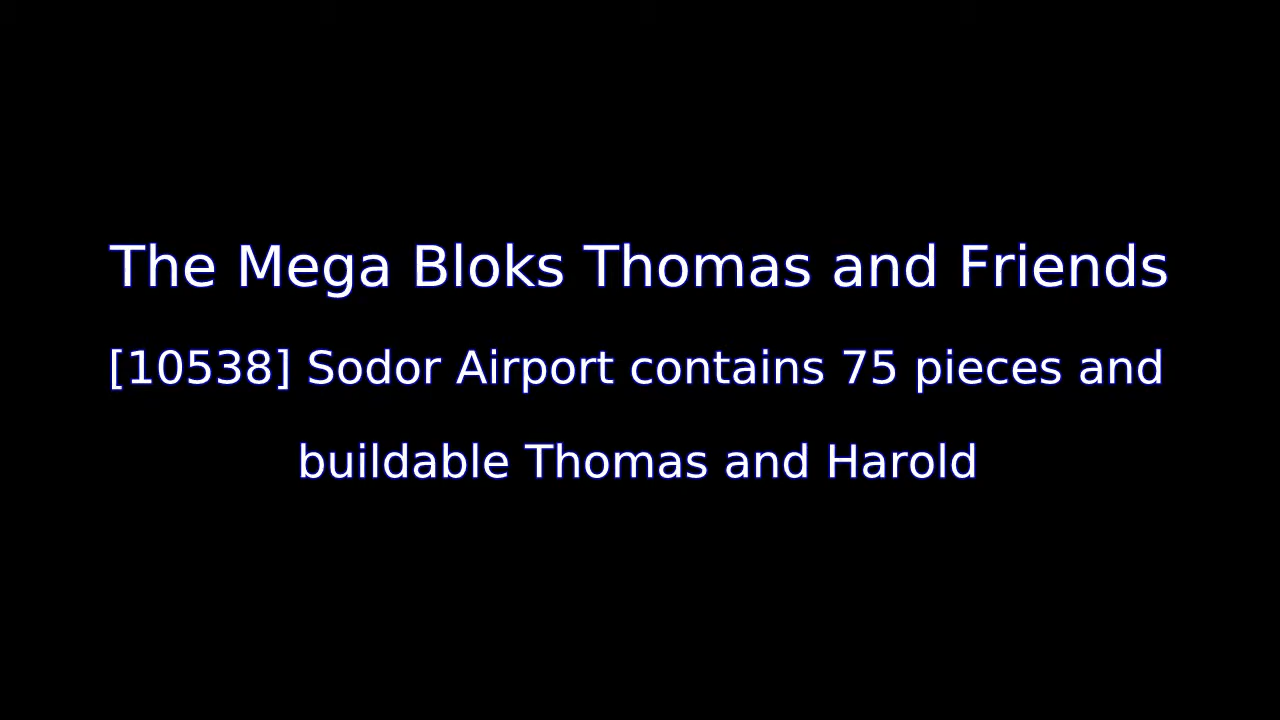 The Mega Bloks Thomas and Friends
[10538] Sodor Airport contains 75 pieces and
buildable Thomas and Harold